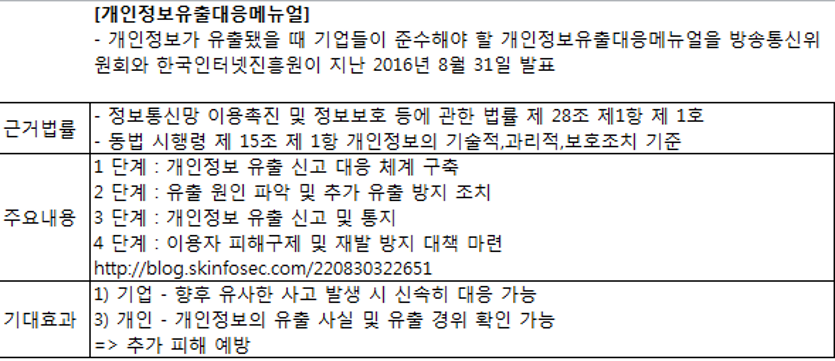 [개인정보유출대응메뉴얼]
- 개인정보가 유출됐을 때 기업들이 준수해야 할 개인정보유출대응메뉴얼을 방송통신위
원회와 한국인터넷진흥원이 지난 2016년 8월 31일 발표
근거법률
- 정보통신망 이용촉진 및 정보보호 등에 관한 법률 제 28조 제1항 제 1호
- 동법 시행령 제 15조 제 1항 개인정보의 기술적,과리적,보호조치 기준
주요내용
1 단계 : 개인정보 유출 신고 대응 체계 구축
2 단계 : 유출 원인 파악 및 추가 유출 방지 조치
3 단계 : 개인정보 유출 신고 및 통지
4 단계 : 이용자 피해구제 및 재발 방지 대책 마련
http://blog.skinfosec.com/220830322651
기대효과
1) 기업 - 향후 유사한 사고 발생 시 신속히 대응 가능
3) 개인 - 개인정보의 유출 사실 및 유출 경위 확인 가능
=> 추가 피해 예방